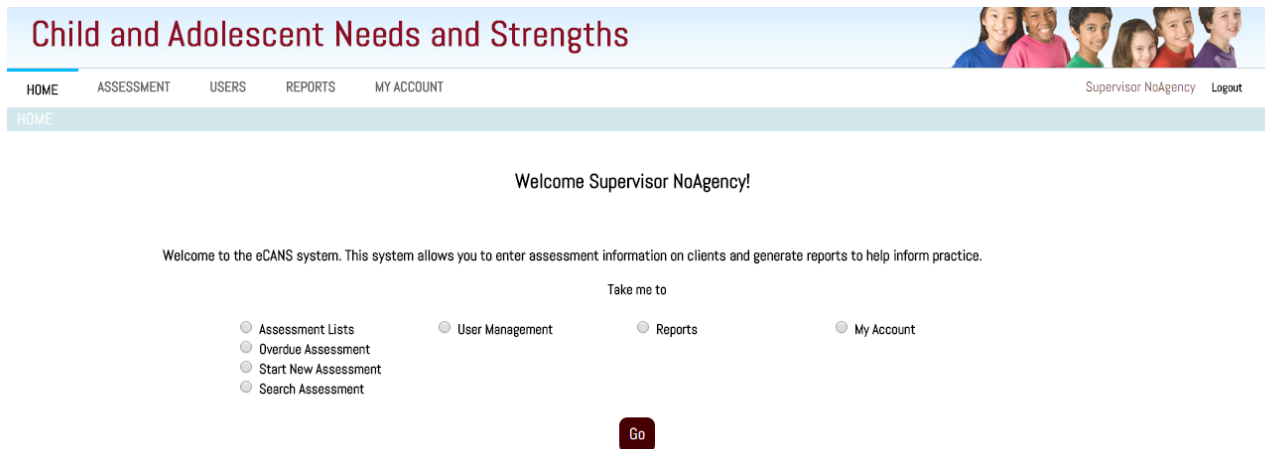 Child and Adolescent Needs and Strengths
HOME ASSESSMENT USERS REPORTS MY ACCOUNT Supervisor NoAgency Logout
HOME
Welcome Supervisor NoAgency!
Welcome to the eCANS system. This system allows you to enter assessment information on clients and generate reports to help inform practice.
Take me to
Assessment Lists User Management Reports My Account
Overdue Assessment
Start New Assessment
Search Assessment
Go